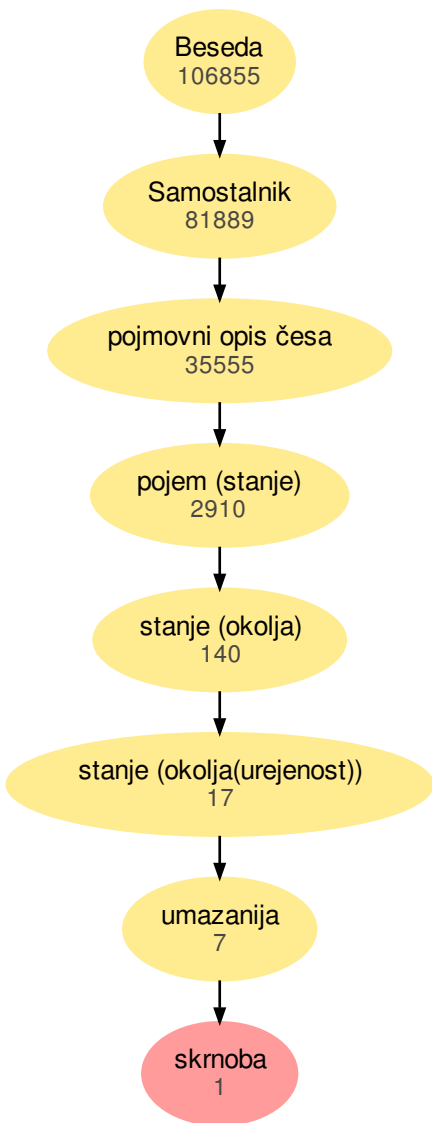 Beseda
106855
Samostalnik
81889
pojmovni opis česa
35555
pojem (stanje)
2910
stanje (okolja)
140
stanje (okolja(urejenost))
17
umazanija
7
skrnoba
1